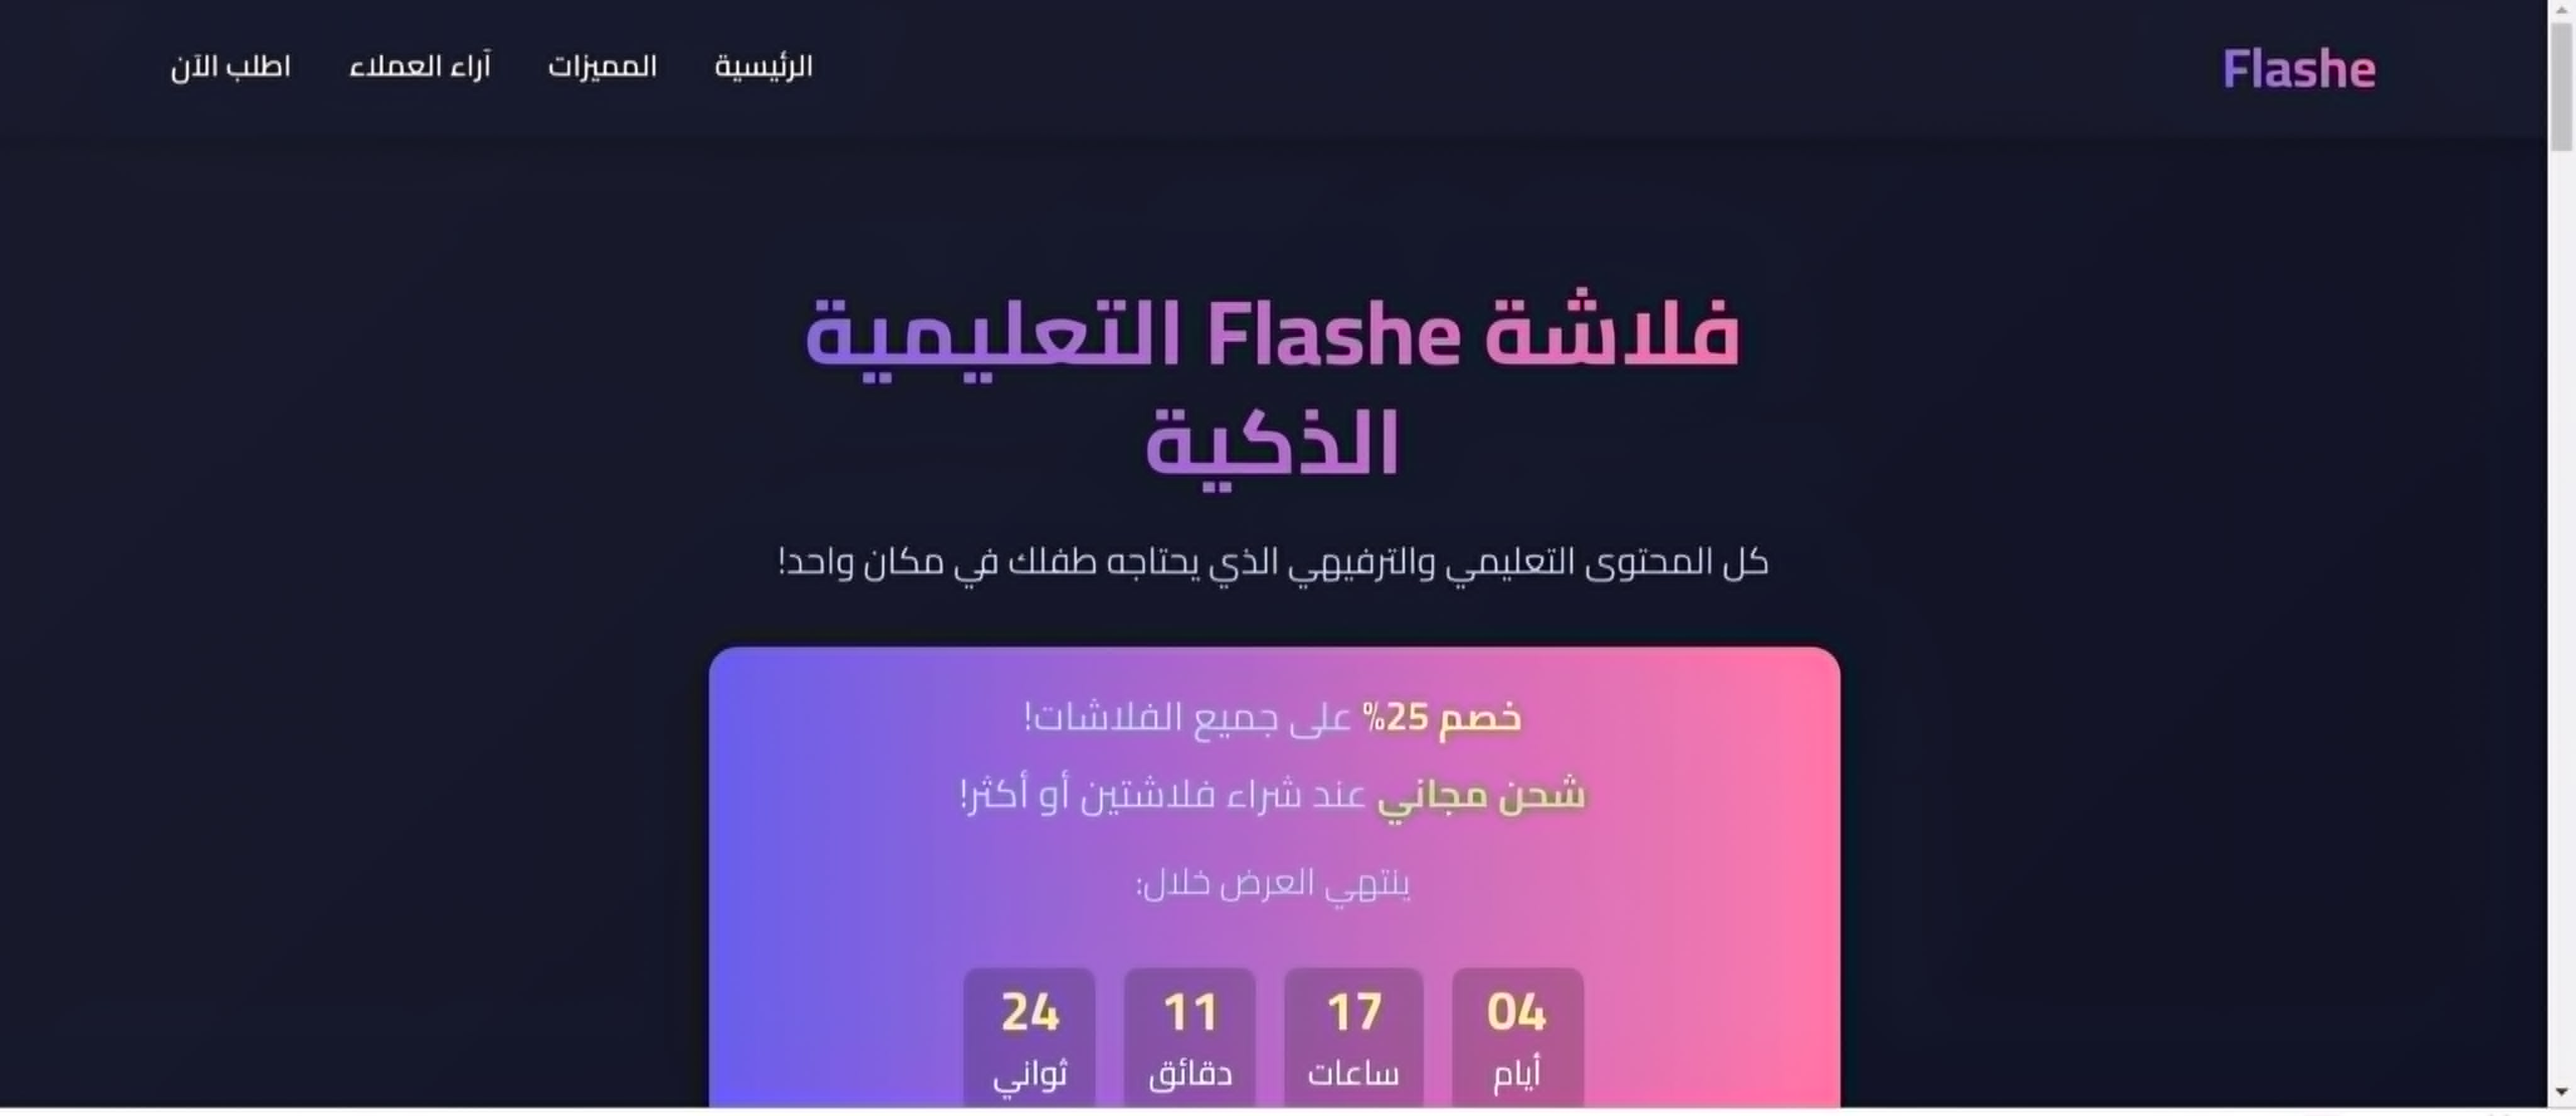 Flashe
الرئيسية
المميزات
آراء العملاء
اطلب الآن
فلاشة Flashe التعليمية
الذكية
كل المحتوى التعليمي والترفيهي الذي يحتاجه طفلك في مكان واحد!
خصم 25% على جميع الفلاشات!
شحن مجاني عند شراء فلاشتين أو أكثر!
ينتهي العرض خلال:
04 17 11 24
أيام ساعات دقائق ثواني